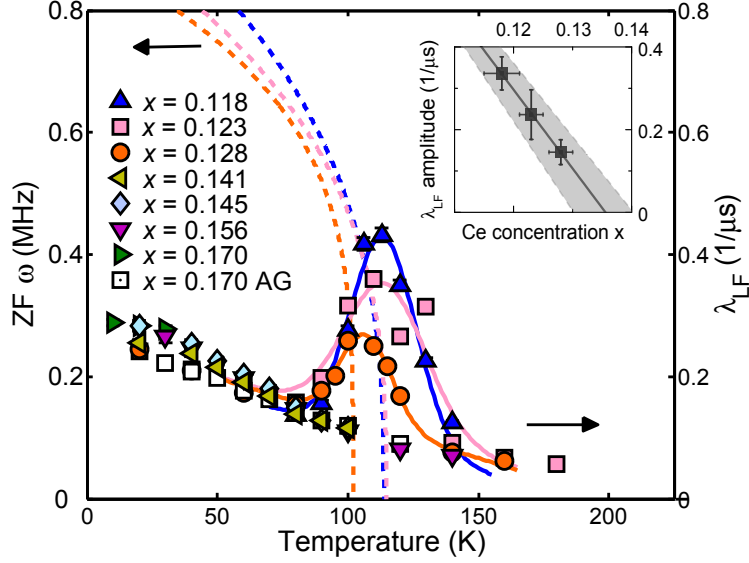 0.12 0.13 0.14
0.8 0.8
0.4
0.2
0
λLF amplitude (1/μs)
Ce concentration x
x = 0.118
x = 0.123
x = 0.128
x = 0.141
x = 0.145
x = 0.156
x = 0.170
x = 0.170 AG
0.6 0.6
0.4 0.4
0.2 0.2
0 0
ZF ω (MHz)
λLF (1/μs)
0 50 100 150 200
Temperature (K)